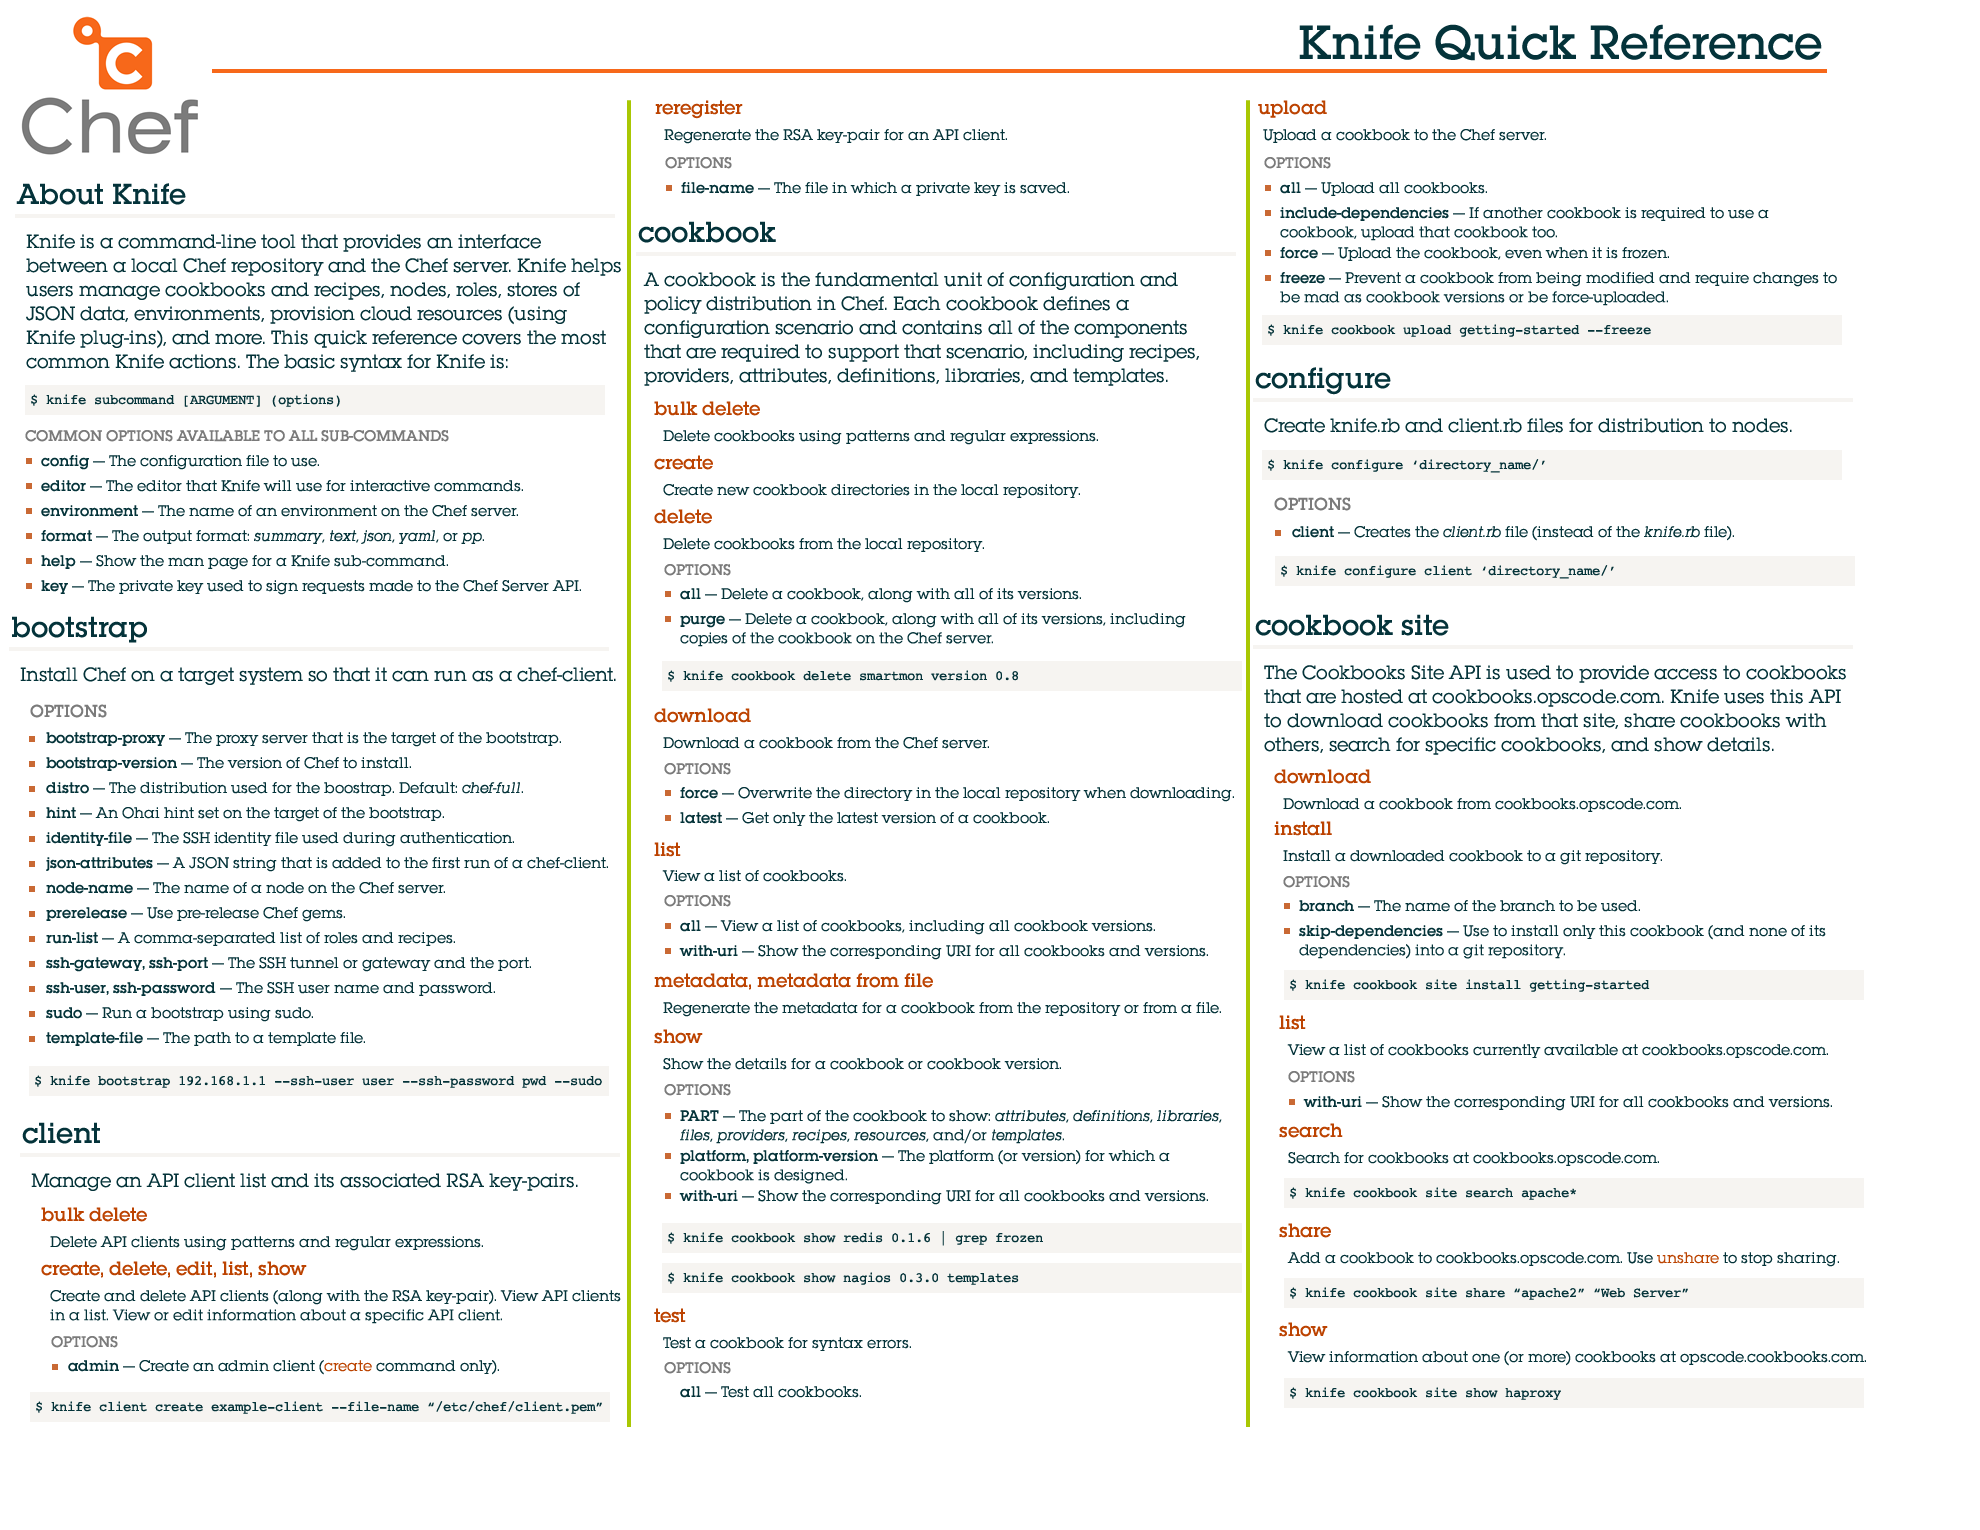 Chef
Knife Quick Reference
About Knife
Knife is a command-line tool that provides an interface
between a local Chef repository and the Chef server. Knife helps
users manage cookbooks and recipes, nodes, roles, stores of
JSON data, environments, provision cloud resources (using
Knife plug-ins), and more. This quick reference covers the most
common Knife actions. The basic syntax for Knife is:
$ knife subcommand [ARGUMENT] (options)
COMMON OPTIONS AVAILABLE TO ALL SUB-COMMANDS
■ config — The configuration file to use.
■ editor — The editor that Knife will use for interactive commands.
■ environment — The name of an environment on the Chef server.
■ format — The output format: summary, text, json, yaml, or pp.
■ help — Show the man page for a Knife sub-command.
■ key — The private key used to sign requests made to the Chef Server API.
bootstrap
Install Chef on a target system so that it can run as a chef-client.
OPTIONS
■ bootstrap-proxy — The proxy server that is the target of the bootstrap.
■ bootstrap-version — The version of Chef to install.
■ distro — The distribution used for the boostrap. Default: chef-full.
■ hint — An Ohai hint set on the target of the bootstrap.
■ identity-file — The SSH identity file used during authentication.
■ json-attributes — A JSON string that is added to the first run of a chef-client.
■ node-name — The name of a node on the Chef server.
■ prerelease — Use pre-release Chef gems.
■ run-list — A comma-separated list of roles and recipes.
■ ssh-gateway, ssh-port — The SSH tunnel or gateway and the port.
■ ssh-user, ssh-password — The SSH user name and password.
■ sudo — Run a bootstrap using sudo.
■ template-file — The path to a template file.
$ knife bootstrap 192.168.1.1 --ssh-user user --ssh-password pwd --sudo
client
Manage an API client list and its associated RSA key-pairs.
bulk delete
Delete API clients using patterns and regular expressions.
create, delete, edit, list, show
Create and delete API clients (along with the RSA key-pair). View API clients
in a list. View or edit information about a specific API client.
OPTIONS
■ admin — Create an admin client (create command only).
$ knife client create example-client --file-name “/etc/chef/client.pem”
reregister
Regenerate the RSA key-pair for an API client.
OPTIONS
■ file-name — The file in which a private key is saved.
cookbook
A cookbook is the fundamental unit of configuration and
policy distribution in Chef. Each cookbook defines a
configuration scenario and contains all of the components
that are required to support that scenario, including recipes,
providers, attributes, definitions, libraries, and templates.
bulk delete
Delete cookbooks using patterns and regular expressions.
create
Create new cookbook directories in the local repository.
delete
Delete cookbooks from the local repository.
OPTIONS
■ all — Delete a cookbook, along with all of its versions.
■ purge — Delete a cookbook, along with all of its versions, including
copies of the cookbook on the Chef server.
$ knife cookbook delete smartmon version 0.8
download
Download a cookbook from the Chef server.
OPTIONS
■ force — Overwrite the directory in the local repository when downloading.
■ latest — Get only the latest version of a cookbook.
list
View a list of cookbooks.
OPTIONS
■ all — View a list of cookbooks, including all cookbook versions.
■ with-uri — Show the corresponding URI for all cookbooks and versions.
metadata, metadata from file
Regenerate the metadata for a cookbook from the repository or from a file.
show
Show the details for a cookbook or cookbook version.
OPTIONS
■ PART — The part of the cookbook to show: attributes, definitions, libraries,
files, providers, recipes, resources, and/or templates.
■ platform, platform-version — The platform (or version) for which a
cookbook is designed.
■ with-uri — Show the corresponding URI for all cookbooks and versions.
$ knife cookbook show redis 0.1.6 | grep frozen
$ knife cookbook show nagios 0.3.0 templates
test
Test a cookbook for syntax errors.
OPTIONS
all — Test all cookbooks.
upload
Upload a cookbook to the Chef server.
OPTIONS
■ all — Upload all cookbooks.
■ include-dependencies — If another cookbook is required to use a
cookbook, upload that cookbook too.
■ force — Upload the cookbook, even when it is frozen.
■ freeze — Prevent a cookbook from being modified and require changes to
be mad as cookbook versions or be force-uploaded.
$ knife cookbook upload getting-started --freeze
configure
Create knife.rb and client.rb files for distribution to nodes.
$ knife configure ‘directory_name/’
OPTIONS
■ client — Creates the client.rb file (instead of the knife.rb file).
$ knife configure client ‘directory_name/’
cookbook site
The Cookbooks Site API is used to provide access to cookbooks
that are hosted at cookbooks.opscode.com. Knife uses this API
to download cookbooks from that site, share cookbooks with
others, search for specific cookbooks, and show details.
download
Download a cookbook from cookbooks.opscode.com.
install
Install a downloaded cookbook to a git repository.
OPTIONS
■ branch — The name of the branch to be used.
■ skip-dependencies — Use to install only this cookbook (and none of its
dependencies) into a git repository.
$ knife cookbook site install getting-started
list
View a list of cookbooks currently available at cookbooks.opscode.com.
OPTIONS
■ with-uri — Show the corresponding URI for all cookbooks and versions.
search
Search for cookbooks at cookbooks.opscode.com.
$ knife cookbook site search apache*
share
Add a cookbook to cookbooks.opscode.com. Use unshare to stop sharing.
$ knife cookbook site share “apache2” “Web Server”
show
View information about one (or more) cookbooks at opscode.cookbooks.com.
$ knife cookbook site show haproxy